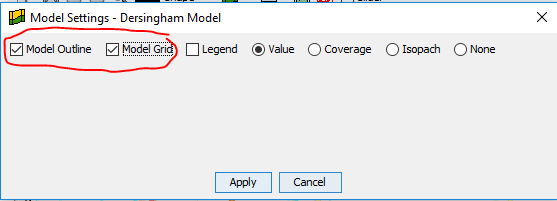 Model Settings - Dersingham Model
Model Outline Model Grid Legend Value Coverage Isopach None
Apply Cancel